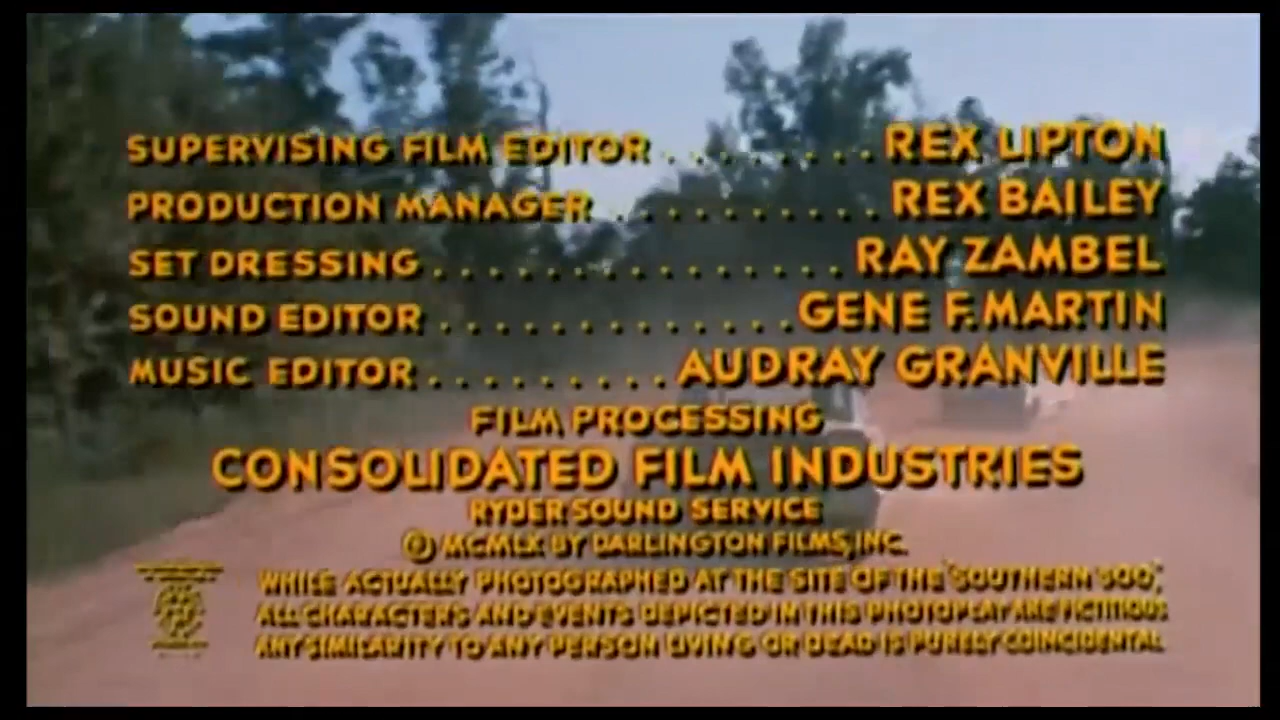 SUPERVISING FILM EDITOR . . . . . . . . REX LIPTON
PRODUCTION MANAGER . . . . . . . . . . REX BAILEY
SET DRESSING . . . . . . . . . . . . . . . RAY ZAMBEL
SOUND EDITOR . . . . . . . . . . . . . GENE F. MARTIN
MUSIC EDITOR . . . . . . . . . AUDRAY GRANVILLE
FILM PROCESSING
CONSOLIDATED FILM INDUSTRIES
RYDER SOUND SERVICE
© MCMLX BY DARLINGTON FILMS, INC.
WHILE ACTUALLY PHOTOGRAPHED AT THE SITE OF THE "SOUTHERN 500",
ALL CHARACTERS AND EVENTS DEPICTED IN THIS PHOTOPLAY ARE FICTITIOUS
ANY SIMILARITY TO ANY PERSON LIVING OR DEAD IS PURELY COINCIDENTAL.